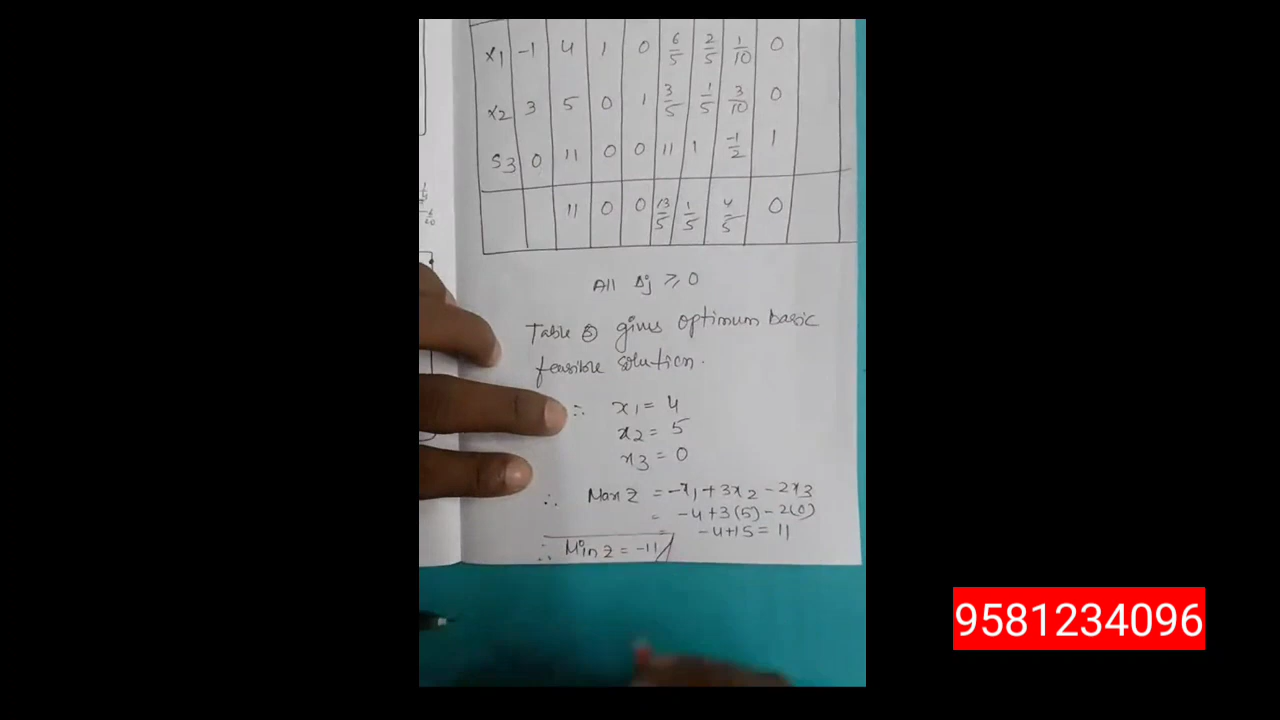 x1 -1 4 1 0 6/5 2/5 1/10 0
x2 3 5 0 1 3/5 1/5 3/10 0
S3 0 11 0 0 11 1 -1/2 1
11 0 0 13/5 1/5 4/5 0
All Δj ≥ 0
Table ③ gives optimum basic
feasible solution.
∴ x1 = 4
x2 = 5
x3 = 0
∴ Max Z = -x1 + 3x2 - 2x3
= -4 + 3(5) - 2(0)
= -4+15 = 11
∴ Min Z = -11
9581234096